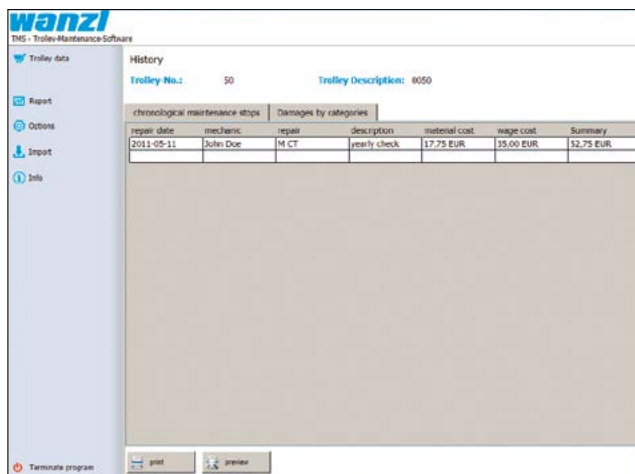 wanzl
TMS - Trolley-Maintenance-Software
Trolley data
Report
Options
Import
Info
Terminate program
History
Trolley-No.: 50 Trolley Description: 0050
chronological maintenance stops Damages by categories
repair date mechanic repair description material cost wage cost Summary
2011-05-11 John Doe M CT yearly check 17,75 EUR 35,00 EUR 52,75 EUR
print preview